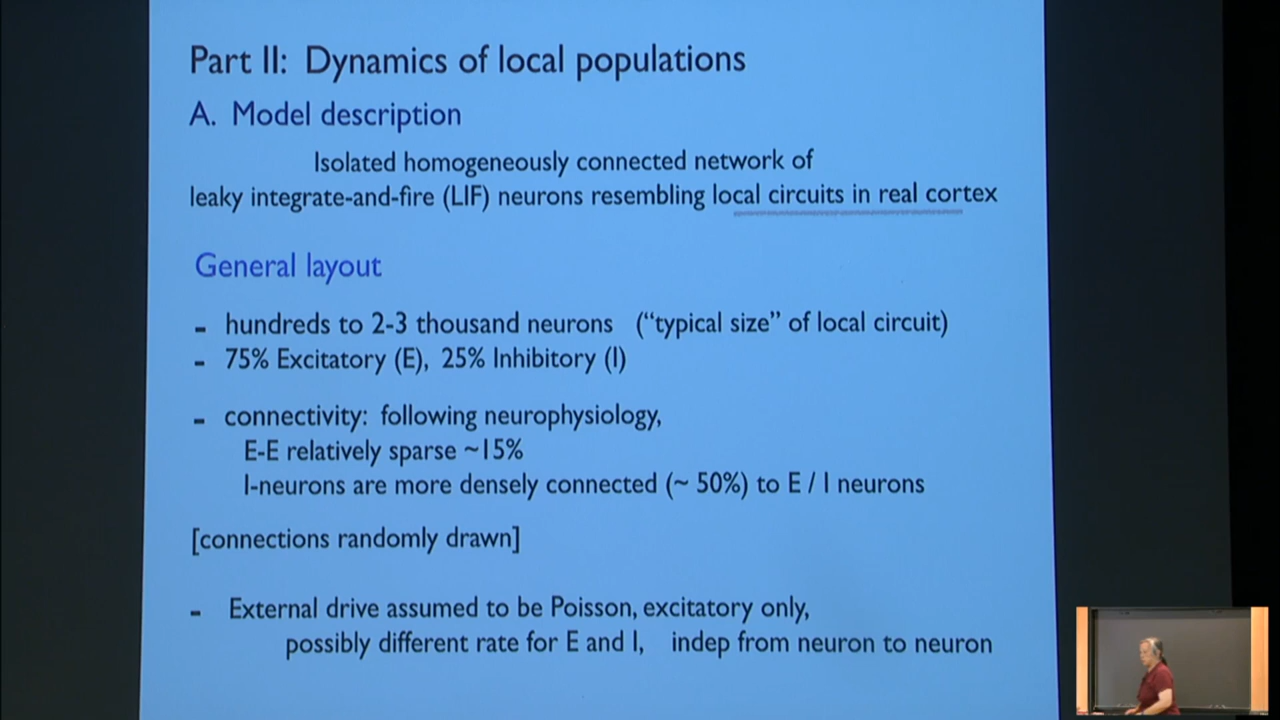 Part II: Dynamics of local populations
A. Model description
Isolated homogeneously connected network of
leaky integrate-and-fire (LIF) neurons resembling local circuits in real cortex
General layout
- hundreds to 2-3 thousand neurons ("typical size" of local circuit)
- 75% Excitatory (E), 25% Inhibitory (I)
- connectivity: following neurophysiology,
E-E relatively sparse ~15%
I-neurons are more densely connected (~ 50%) to E / I neurons
[connections randomly drawn]
- External drive assumed to be Poisson, excitatory only,
possibly different rate for E and I, indep from neuron to neuron